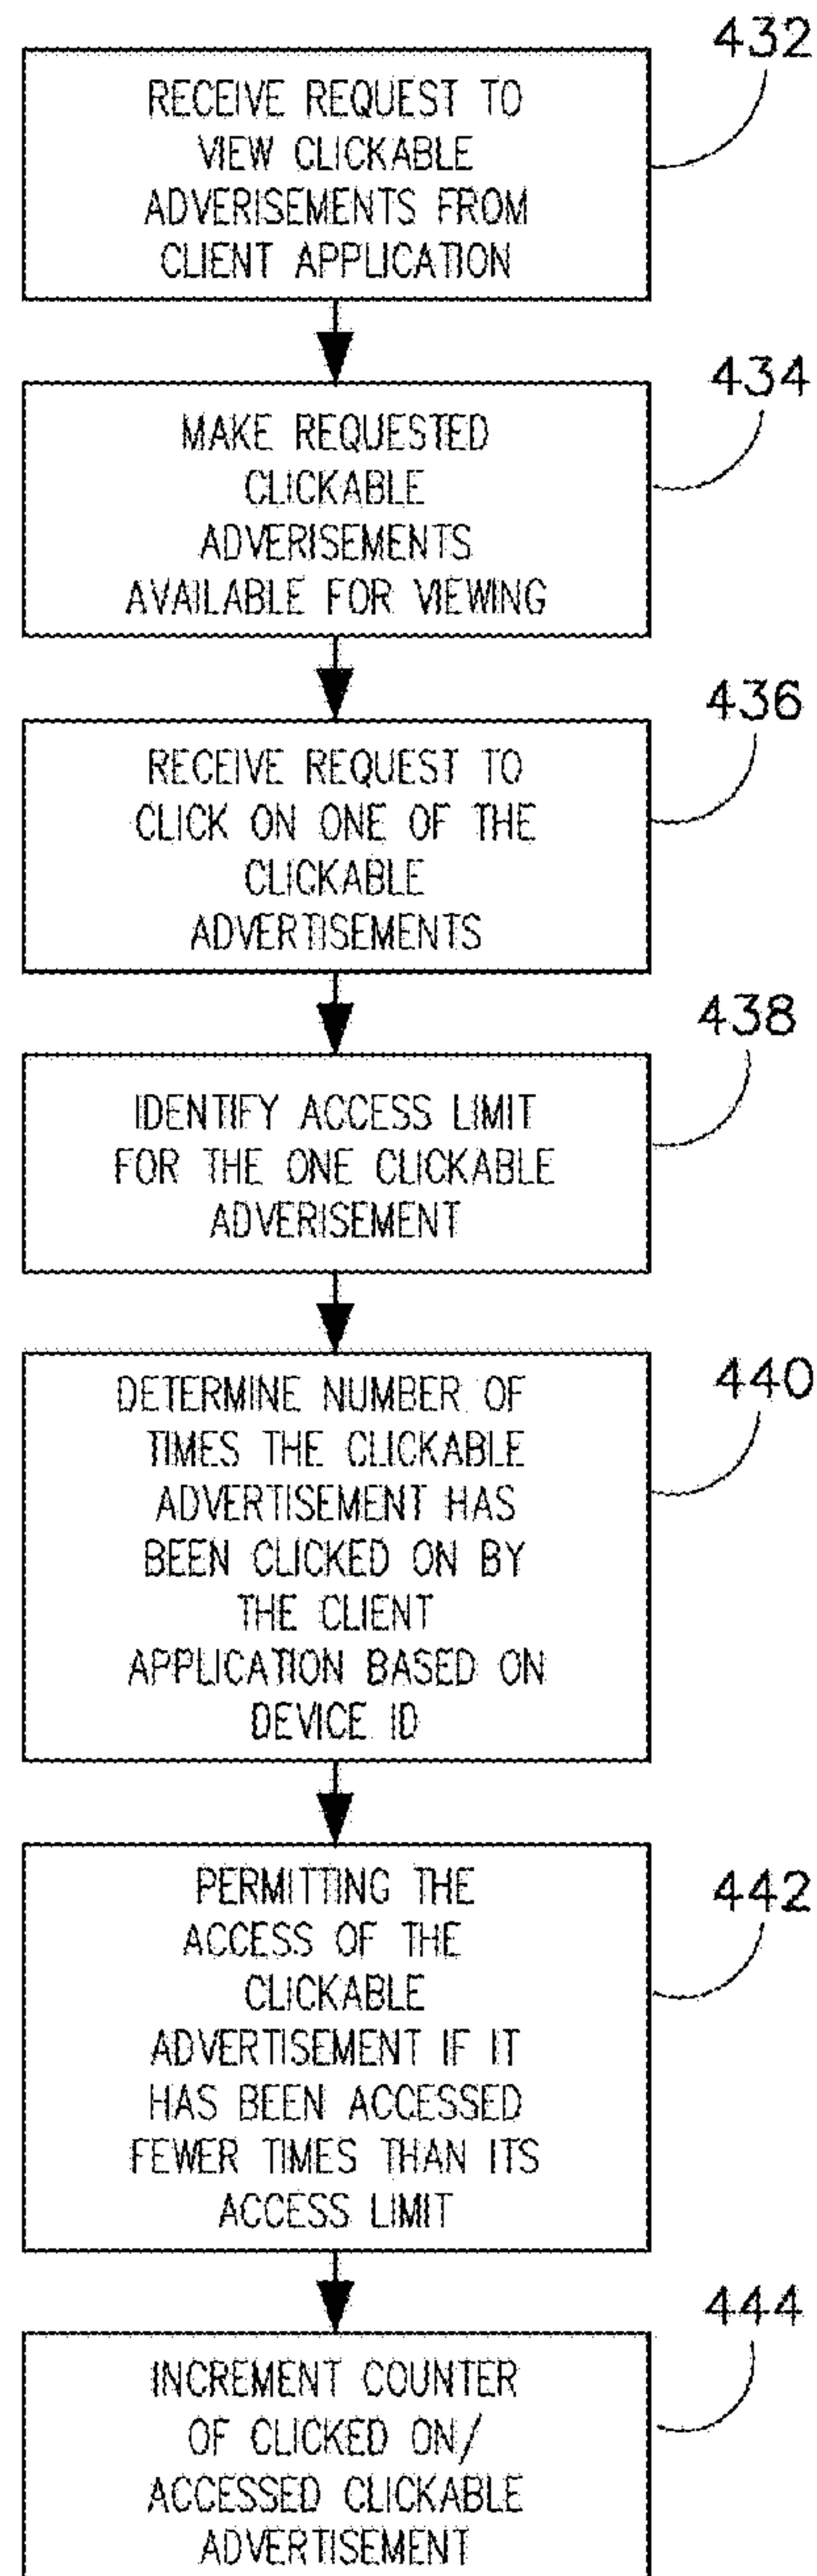 432
RECEIVE REQUEST TO
VIEW CLICKABLE
ADVERISEMENTS FROM
CLIENT APPLICATION
434
MAKE REQUESTED
CLICKABLE
ADVERISEMENTS
AVAILABLE FOR VIEWING
436
RECEIVE REQUEST TO
CLICK ON ONE OF THE
CLICKABLE
ADVERTISEMENTS
438
IDENTIFY ACCESS LIMIT
FOR THE ONE CLICKABLE
ADVERISEMENT
440
DETERMINE NUMBER OF
TIMES THE CLICKABLE
ADVERTISEMENT HAS
BEEN CLICKED ON BY
THE CLIENT
APPLICATION BASED ON
DEVICE ID
442
PERMITTING THE
ACCESS OF THE
CLICKABLE
ADVERTISEMENT IF IT
HAS BEEN ACCESSED
FEWER TIMES THAN ITS
ACCESS LIMIT
444
INCREMENT COUNTER
OF CLICKED ON/
ACCESSED CLICKABLE
ADVERTISEMENT